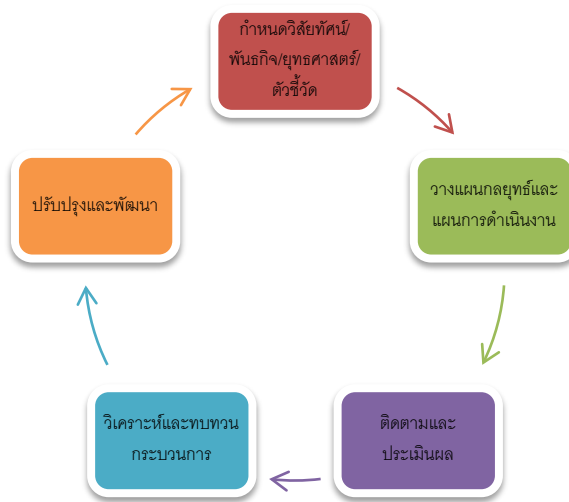 กำหนดวิสัยทัศน์/
พันธกิจ/ยุทธศาสตร์/
ตัวชี้วัด
วางแผนกลยุทธ์และ
แผนการดำเนินงาน
ติดตามและ
ประเมินผล
วิเคราะห์และทบทวน
กระบวนการ
ปรับปรุงและพัฒนา